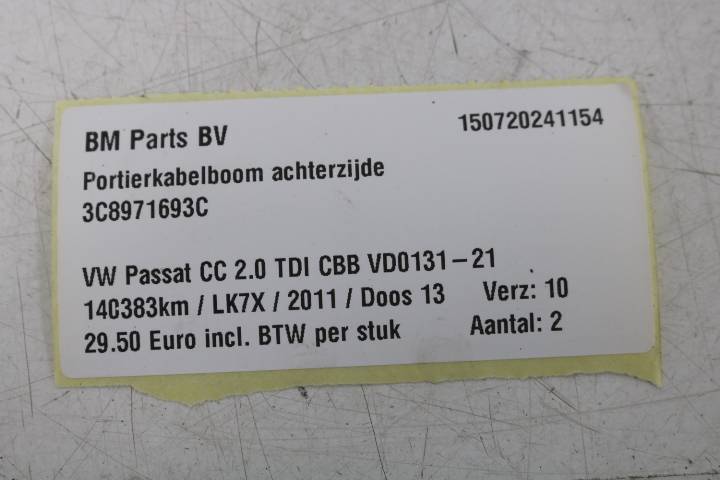 BM Parts BV 150720241154
Portierkabelboom achterzijde
3C8971693C
VW Passat CC 2.0 TDI CBB VD0131-21
140383km / LK7X / 2011 / Doos 13 Verz: 10
29.50 Euro incl. BTW per stuk Aantal: 2